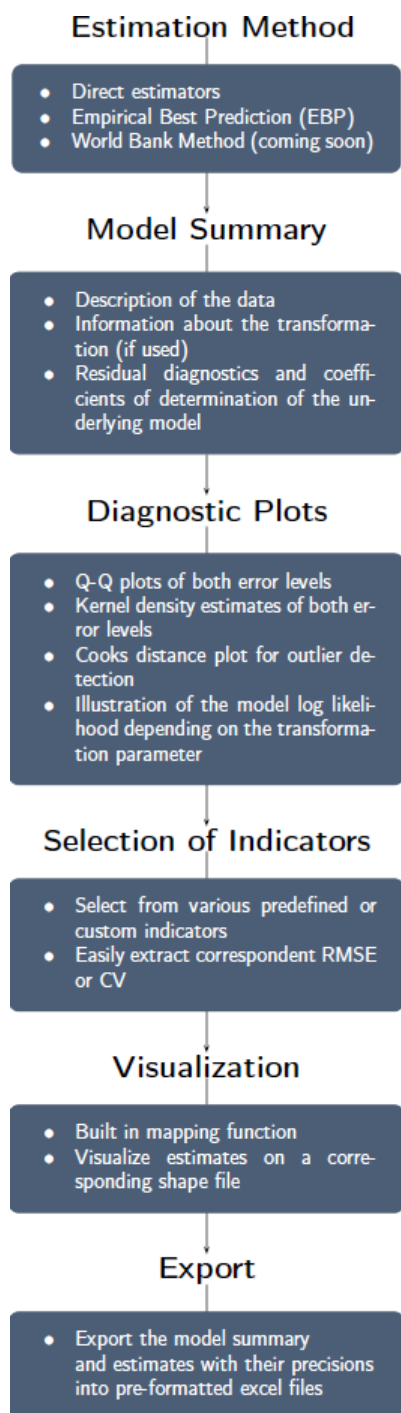 Estimation Method
● Direct estimators
● Empirical Best Prediction (EBP)
● World Bank Method (coming soon)
Model Summary
● Description of the data
● Information about the transforma-
tion (if used)
● Residual diagnostics and coeffi-
cients of determination of the un-
derlying model
Diagnostic Plots
● Q-Q plots of both error levels
● Kernel density estimates of both er-
ror levels
● Cooks distance plot for outlier de-
tection
● Illustration of the model log likeli-
hood depending on the transforma-
tion parameter
Selection of Indicators
● Select from various predefined or
custom indicators
● Easily extract correspondent RMSE
or CV
Visualization
● Built in mapping function
● Visualize estimates on a corre-
sponding shape file
Export
● Export the model summary
and estimates with their precisions
into pre-formatted excel files